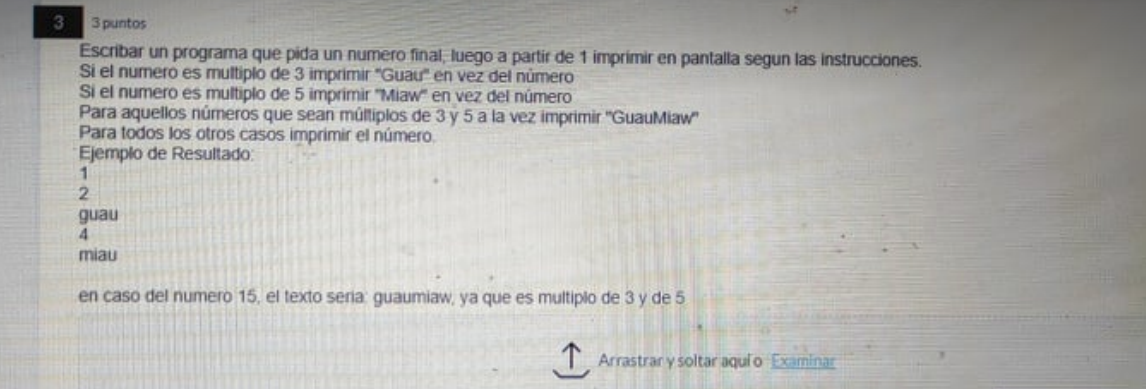 3 3 puntos
Escribar un programa que pida un numero final, luego a partir de 1 imprimir en pantalla segun las instrucciones.
Si el numero es multiplo de 3 imprimir "Guau" en vez del número
Si el numero es multiplo de 5 imprimir "Miaw" en vez del número
Para aquellos números que sean múltiplos de 3 y 5 a la vez imprimir "GuauMiaw"
Para todos los otros casos imprimir el número.
Ejemplo de Resultado:
1
2
guau
4
miau
en caso del numero 15, el texto seria: guaumiaw, ya que es multiplo de 3 y de 5
Arrastrar y soltar aquí o Examinar